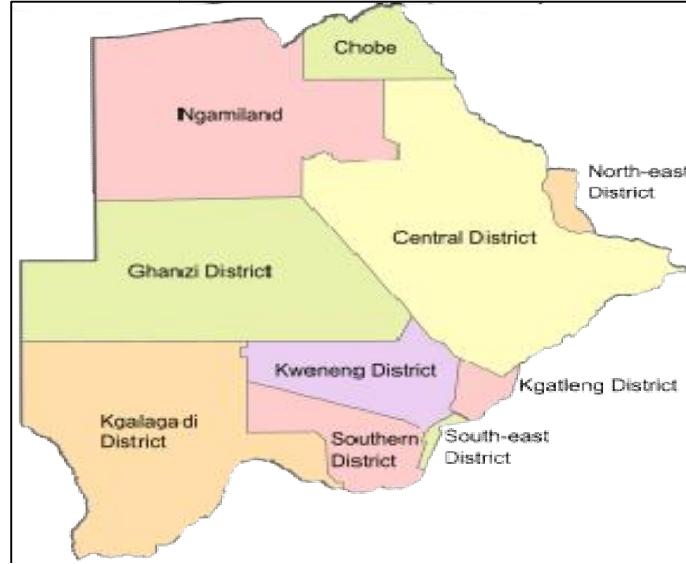 Chobe
Ngamiland
North-east
District
Central District
Ghanzi District
Kweneng District
Kgatleng District
Kgalagadi
District
Southern
District
South-east
District